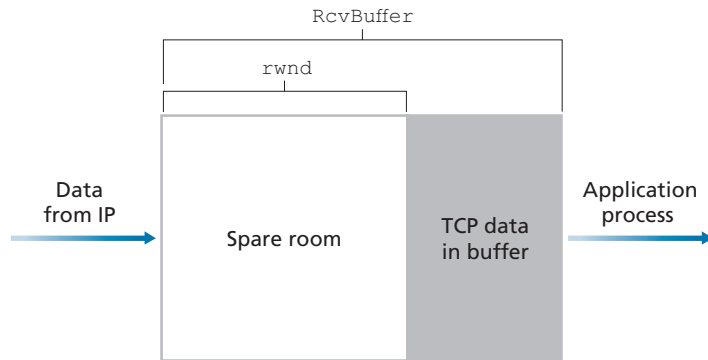 RcvBuffer
rwnd
Data
from IP
Spare room
TCP data
in buffer
Application
process